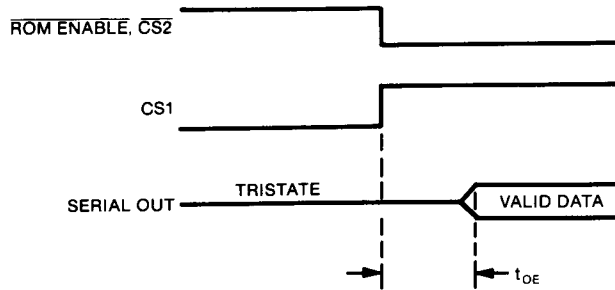 ROM ENABLE, CS2
CS1
TRISTATE
SERIAL OUT
VALID DATA
tOE